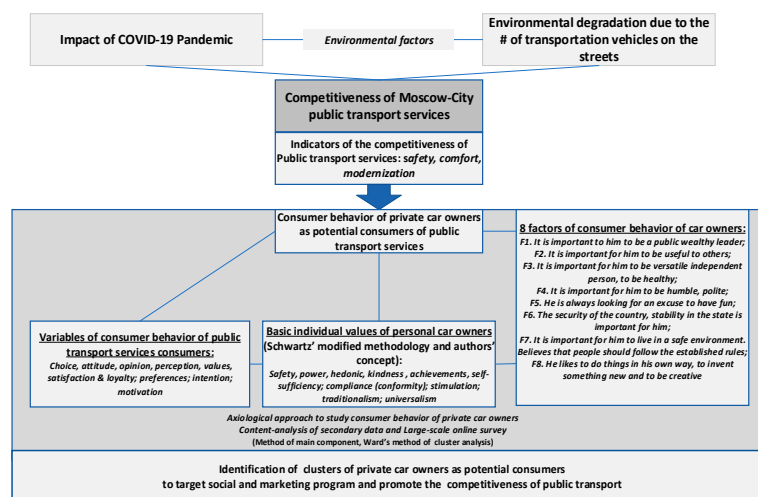 Impact of COVID-19 Pandemic
Environmental factors
Environmental degradation due to the
# of transportation vehicles on the
streets
Competitiveness of Moscow-City
public transport services
Indicators of the competitiveness of
Public transport services: safety, comfort,
modernization
Consumer behavior of private car owners
as potential consumers of public
transport services
8 factors of consumer behavior of car owners:
F1. It is important to him to be a public wealthy leader;
F2. It is important for him to be useful to others;
F3. It is important for him to be versatile independent
person, to be healthy;
F4. It is important for him to be humble, polite;
F5. He is always looking for an excuse to have fun;
F6. The security of the country, stability in the state is
important for him;
F7. It is important for him to live in a safe environment.
Believes that people should follow the established rules;
F8. He likes to do things in his own way, to invent
something new and to be creative
Variables of consumer behavior of public
transport services consumers:
Choice, attitude, opinion, perception, values,
satisfaction & loyalty; preferences; intention;
motivation
Basic individual values of personal car owners
(Schwartz’ modified methodology and authors’
concept):
Safety, power, hedonic, kindness , achievements, self-
sufficiency; compliance (conformity); stimulation;
traditionalism; universalism
Axiological approach to study consumer behavior of private car owners
Content-analysis of secondary data and Large-scale online survey
(Method of main component, Ward’s method of cluster analysis)
Identification of clusters of private car owners as potential consumers
to target social and marketing program and promote the competitiveness of public transport